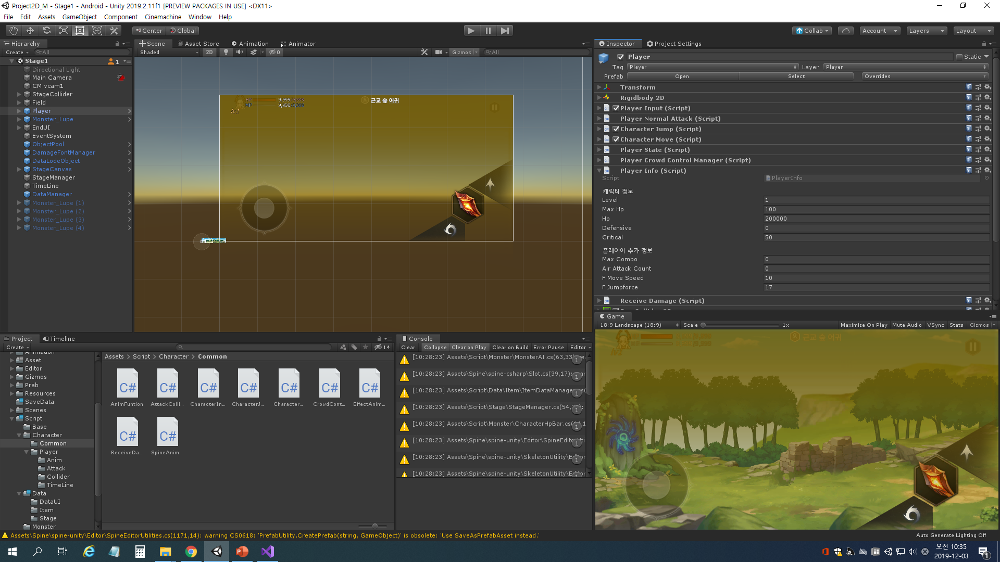 Project2D_M - Stage1 - Android - Unity 2019.2.11f1 [PREVIEW PACKAGES IN USE] <DX11>
File Edit Assets GameObject Component Cinemachine Window Help
Center Global
Collab Account Layers Layout
Hierarchy
Create All
Stage1 1
Directional Light
Main Camera
CM vcam1
StageCollider
Field
Player
Monster_Lupe
EndUI
EventSystem
ObjectPool
DamageFontManager
DataLodeObject
StageCanvas
StageManager
TimeLine
DataManager
Monster_Lupe (1)
Monster_Lupe (2)
Monster_Lupe (3)
Monster_Lupe (4)
Scene Asset Store Animation Animator
Shaded 2D 0 Gizmos All
근교 숲 어귀
Inspector Project Settings
Player Static
Tag Player Layer Player
Prefab Open Select Overrides
Transform
Rigidbody 2D
Player Input (Script)
Player Normal Attack (Script)
Character Jump (Script)
Character Move (Script)
Player State (Script)
Player Crowd Control Manager (Script)
Player Info (Script)
Script PlayerInfo
캐릭터 정보
Level 1
Max Hp 100
Hp 200000
Defensive 0
Critical 50
플레이어 추가 정보
Max Combo 0
Air Attack Count 0
F Move Speed 10
F Jumpforce 17
Receive Damage (Script)
Game
18:9 Landscape (18:9) Scale 1x Maximize On Play Mute Audio VSync Stats Gizmos
근교 숲 어귀
Project Timeline
Create 14
Animation
Asset
Editor
Gizmos
Prab
Resources
SaveData
Scenes
Script
Base
Character
Common
Player
Anim
Attack
Collider
TimeLine
Data
DataUI
Item
Stage
Monster
Assets > Script > Character > Common
C# C# C# C# C# C# C#
AnimFuntion AttackColli... CharacterIn... CharacterJ... Character... CrowdCont... EffectAnim...
C# C#
ReceiveDa... SpineAnim...
Console
Clear Collapse Clear on Play Clear on Build Error Pause Editor
[10:28:23] Assets\Script\Monster\MonsterAI.cs(63,33): 1
[10:28:23] Assets\Spine\spine-csharp\Slot.cs(39,17): 1
[10:28:23] Assets\Script\Data\Item\ItemDataManager.cs( 1
[10:28:23] Assets\Script\Stage\StageManager.cs(54, 1
[10:28:23] Assets\Script\Monster\CharacterHpBar.cs( 1
[10:28:23] Assets\Spine\spine-unity\Editor\SpineEditorUti 1
[10:28:23] Assets\Spine\spine-unity\SkeletonUtility\Editor 1
[10:28:23] Assets\Spine\spine-unity\SkeletonUtility\Editor
Assets\Spine\spine-unity\Editor\SpineEditorUtilities.cs(1171,14): warning CS0618: 'PrefabUtility.CreatePrefab(string, GameObject)' is obsolete: 'Use SaveAsPrefabAsset instead.'
Auto Generate Lighting Off
오전 10:35
2019-12-03
1